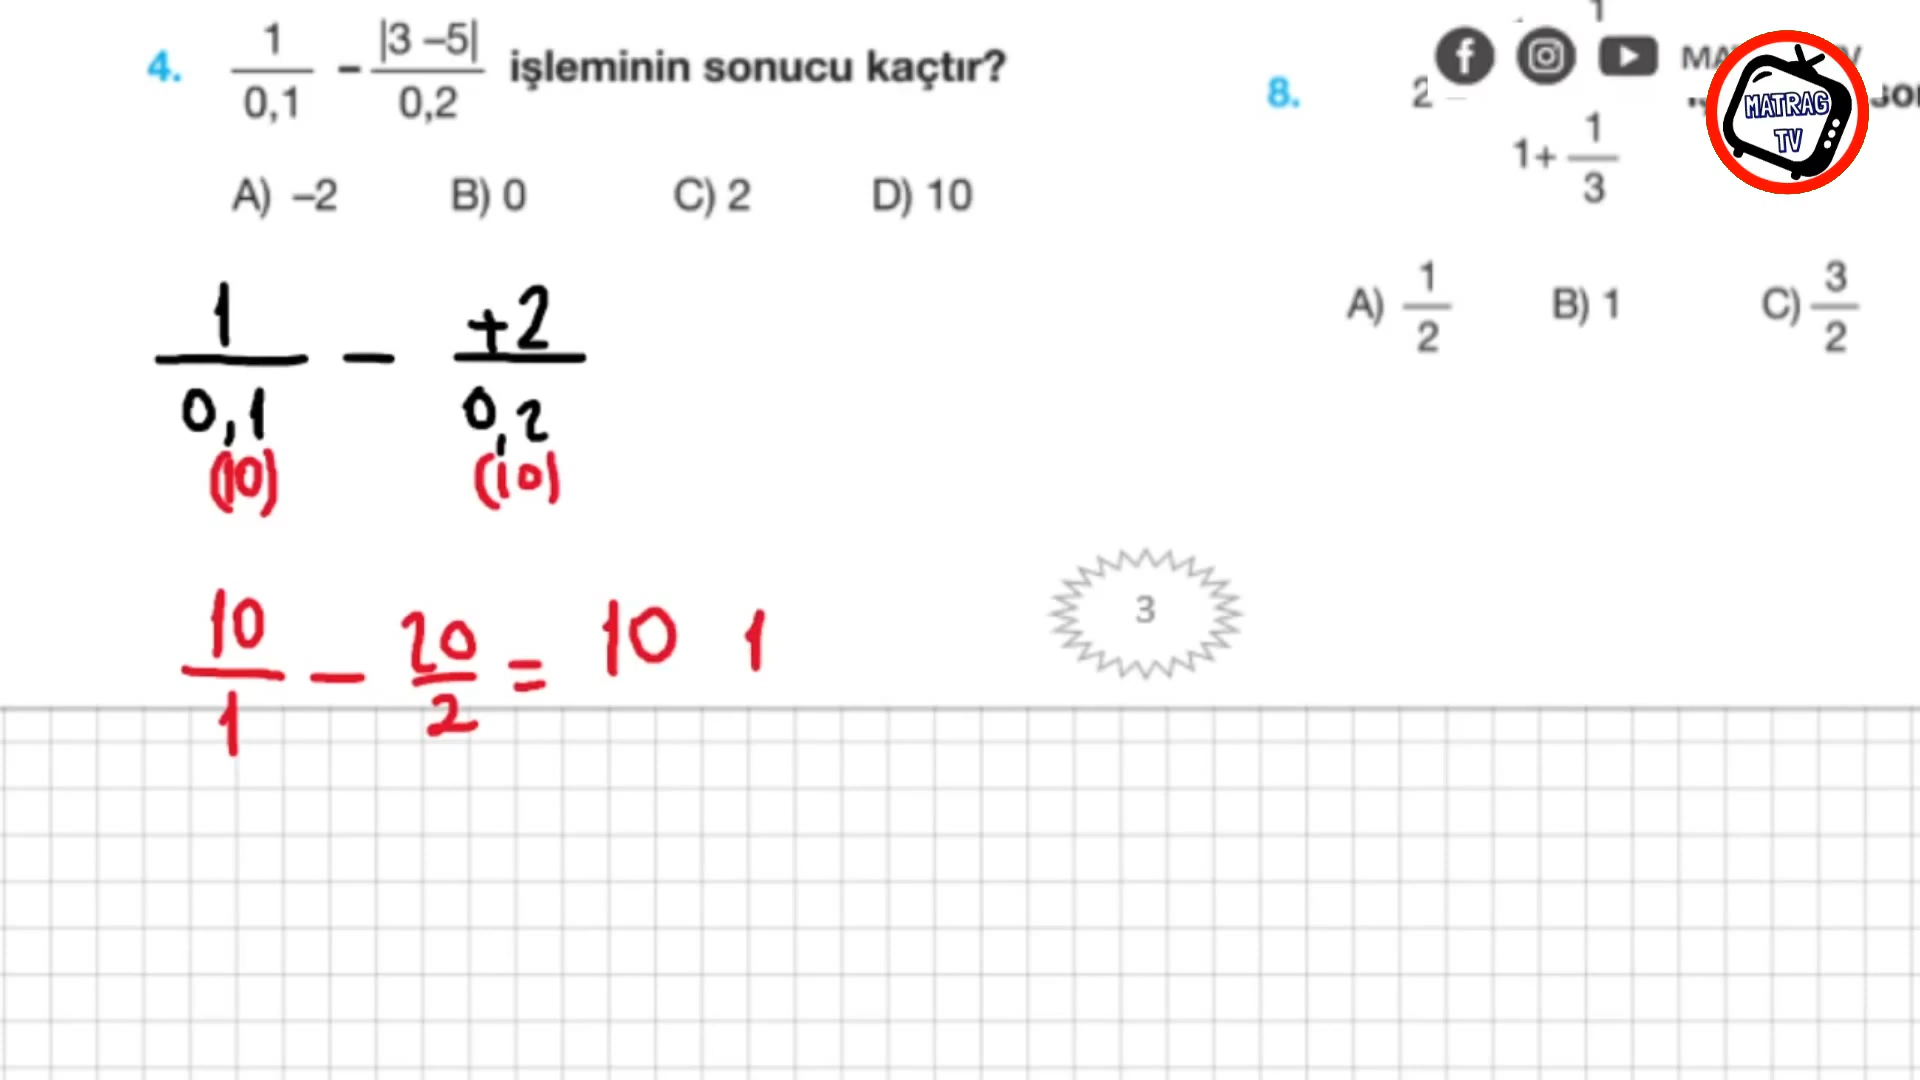 4. 1/0,1 – |3 –5|/0,2 işleminin sonucu kaçtır?
A) –2 B) 0 C) 2 D) 10
1/0,1 – +2/0,2
(10) (10)
10/1 – 20/2 = 10 1
3
8. 2
1
1+ 1/3
A) 1/2 B) 1 C) 3/2
MATRAG
TV